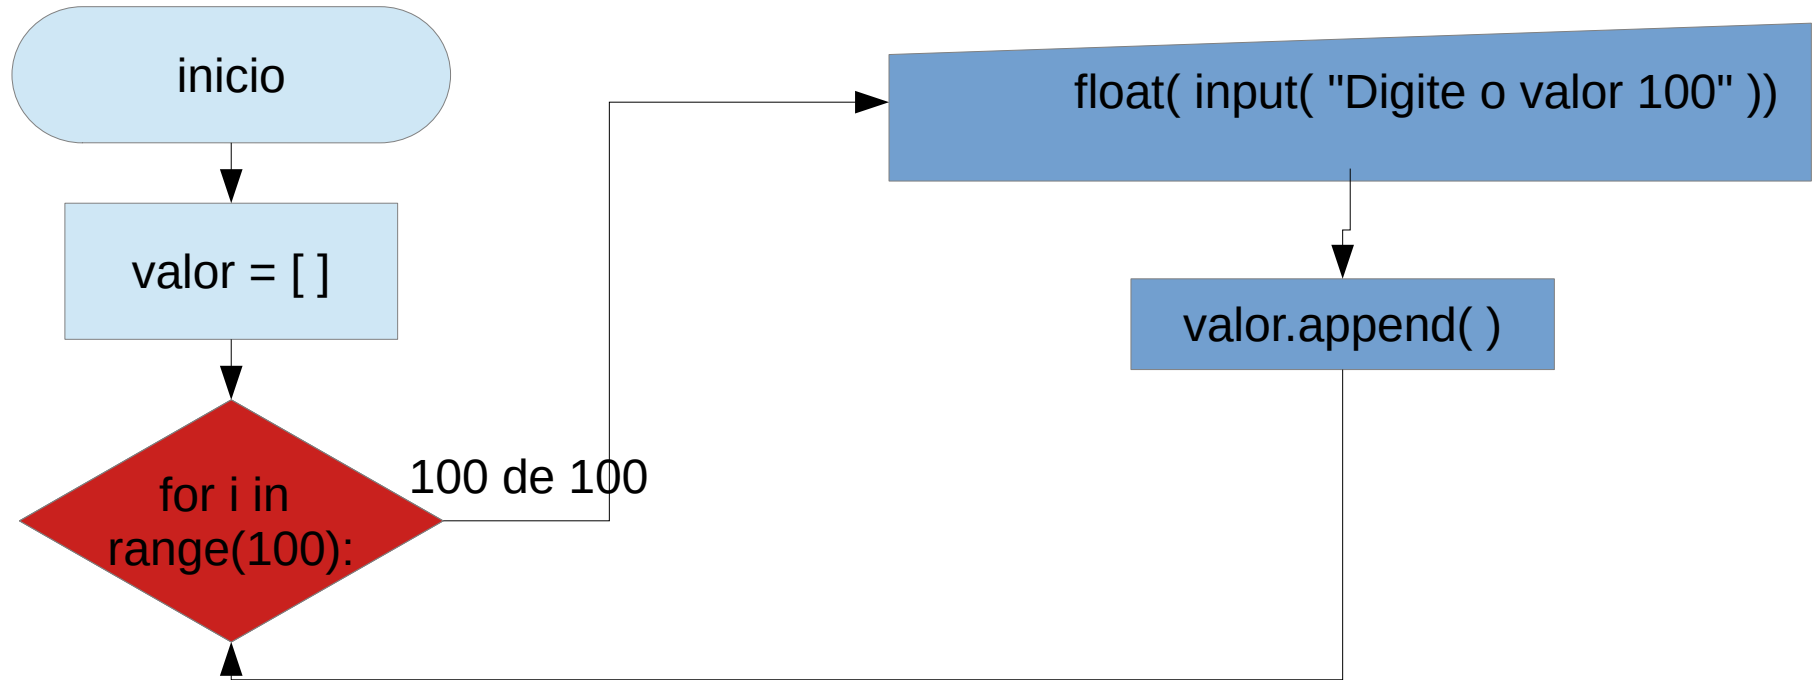 inicio
valor = [ ]
for i in
range(100):
100 de 100
float( input( "Digite o valor 100" ))
valor.append( )